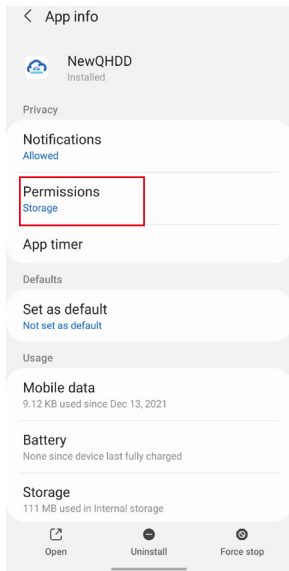 App info
NewQHDD
Installed
Privacy
Notifications
Allowed
Permissions
Storage
App timer
Defaults
Set as default
Not set as default
Usage
Mobile data
9.12 KB used since Dec 13, 2021
Battery
None since device last fully charged
Storage
111 MB used in Internal storage
Open Uninstall Force stop